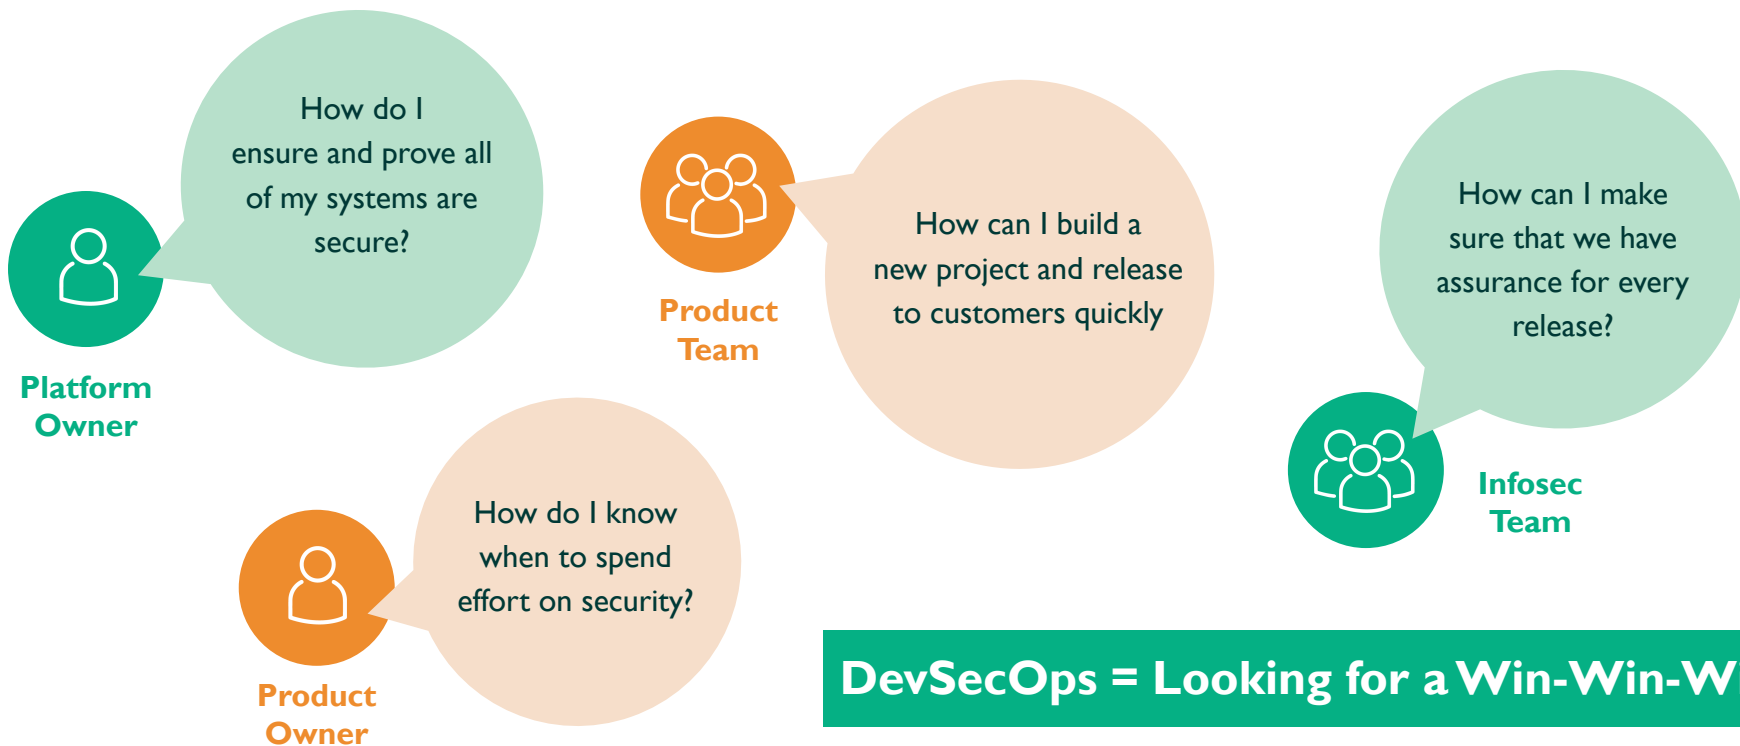 How do I
ensure and prove all
of my systems are
secure?
Platform
Owner
Product
Team
How can I build a
new project and release
to customers quickly
How can I make
sure that we have
assurance for every
release?
Infosec
Team
How do I know
when to spend
effort on security?
Product
Owner
DevSecOps = Looking for a Win-Win-